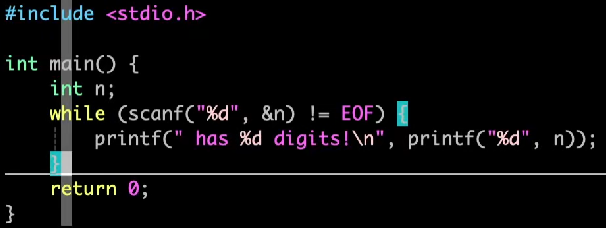 #include <stdio.h>
int main() {
int n;
while (scanf("%d", &n) != EOF) {
printf(" has %d digits!\n", printf("%d", n));
}
return 0;
}